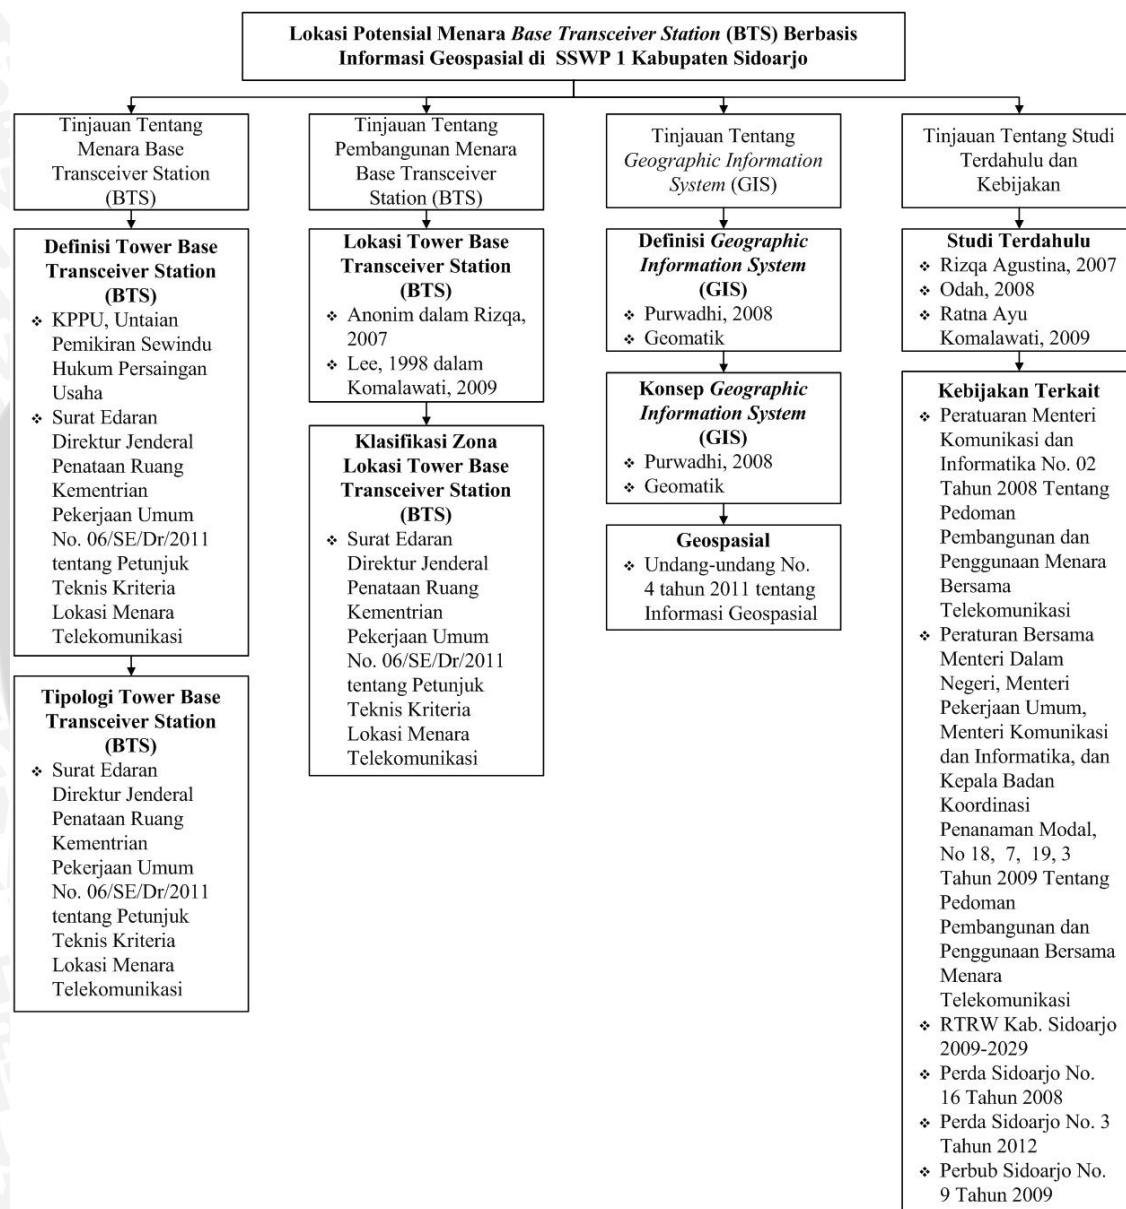 Lokasi Potensial Menara Base Transceiver Station (BTS) Berbasis
Informasi Geospasial di SSWP 1 Kabupaten Sidoarjo
Tinjauan Tentang
Menara Base
Transceiver Station
(BTS)
Definisi Tower Base
Transceiver Station
(BTS)
❖ KPPU, Untaian
Pemikiran Sewindu
Hukum Persaingan
Usaha
❖ Surat Edaran
Direktur Jenderal
Penataan Ruang
Kementrian
Pekerjaan Umum
No. 06/SE/Dr/2011
tentang Petunjuk
Teknis Kriteria
Lokasi Menara
Telekomunikasi
Tipologi Tower Base
Transceiver Station
(BTS)
❖ Surat Edaran
Direktur Jenderal
Penataan Ruang
Kementrian
Pekerjaan Umum
No. 06/SE/Dr/2011
tentang Petunjuk
Teknis Kriteria
Lokasi Menara
Telekomunikasi
Tinjauan Tentang
Pembangunan Menara
Base Transceiver
Station (BTS)
Lokasi Tower Base
Transceiver Station
(BTS)
❖ Anonim dalam Rizqa,
2007
❖ Lee, 1998 dalam
Komalawati, 2009
Klasifikasi Zona
Lokasi Tower Base
Transceiver Station
(BTS)
❖ Surat Edaran
Direktur Jenderal
Penataan Ruang
Kementrian
Pekerjaan Umum
No. 06/SE/Dr/2011
tentang Petunjuk
Teknis Kriteria
Lokasi Menara
Telekomunikasi
Tinjauan Tentang
Geographic Information
System (GIS)
Definisi Geographic
Information System
(GIS)
❖ Purwadhi, 2008
❖ Geomatik
Konsep Geographic
Information System
(GIS)
❖ Purwadhi, 2008
❖ Geomatik
Geospasial
❖ Undang-undang No.
4 tahun 2011 tentang
Informasi Geospasial
Tinjauan Tentang Studi
Terdahulu dan
Kebijakan
Studi Terdahulu
❖ Rizqa Agustina, 2007
❖ Odah, 2008
❖ Ratna Ayu
Komalawati, 2009
Kebijakan Terkait
❖ Peratuaran Menteri
Komunikasi dan
Informatika No. 02
Tahun 2008 Tentang
Pedoman
Pembangunan dan
Penggunaan Menara
Bersama
Telekomunikasi
❖ Peraturan Bersama
Menteri Dalam
Negeri, Menteri
Pekerjaan Umum,
Menteri Komunikasi
dan Informatika, dan
Kepala Badan
Koordinasi
Penanaman Modal,
No 18, 7, 19, 3
Tahun 2009 Tentang
Pedoman
Pembangunan dan
Penggunaan Bersama
Menara
Telekomunikasi
❖ RTRW Kab. Sidoarjo
2009-2029
❖ Perda Sidoarjo No.
16 Tahun 2008
❖ Perda Sidoarjo No. 3
Tahun 2012
❖ Perbub Sidoarjo No.
9 Tahun 2009